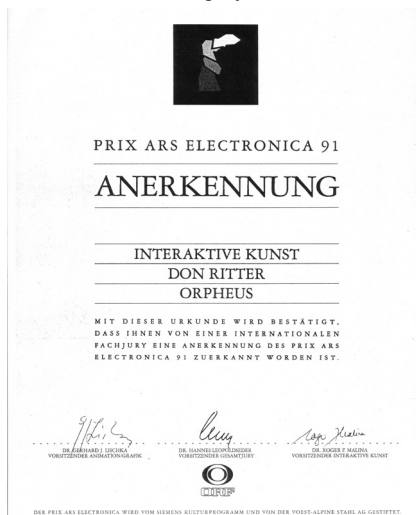 PRIX ARS ELECTRONICA 91
ANERKENNUNG
INTERAKTIVE KUNST
DON RITTER
ORPHEUS
MIT DIESER URKUNDE WIRD BESTÄTIGT,
DASS IHNEN VON EINER INTERNATIONALEN
FACHJURY EINE ANERKENNUNG DES PRIX ARS
ELECTRONICA 91 ZUERKANNT WORDEN IST.
DR. GERHARD J. LISCHKA
VORSITZENDER ANIMATION/GRAFIK
DR. HANNES LEOPOLDSEDER
VORSITZENDER GESAMTJURY
DR. ROGER F. MALINA
VORSITZENDER INTERAKTIVE KUNST
ORF
DER PRIX ARS ELECTRONICA WIRD VOM SIEMENS KULTURPROGRAMM UND VON DER VOEST-ALPINE STAHL AG GESTIFTET.